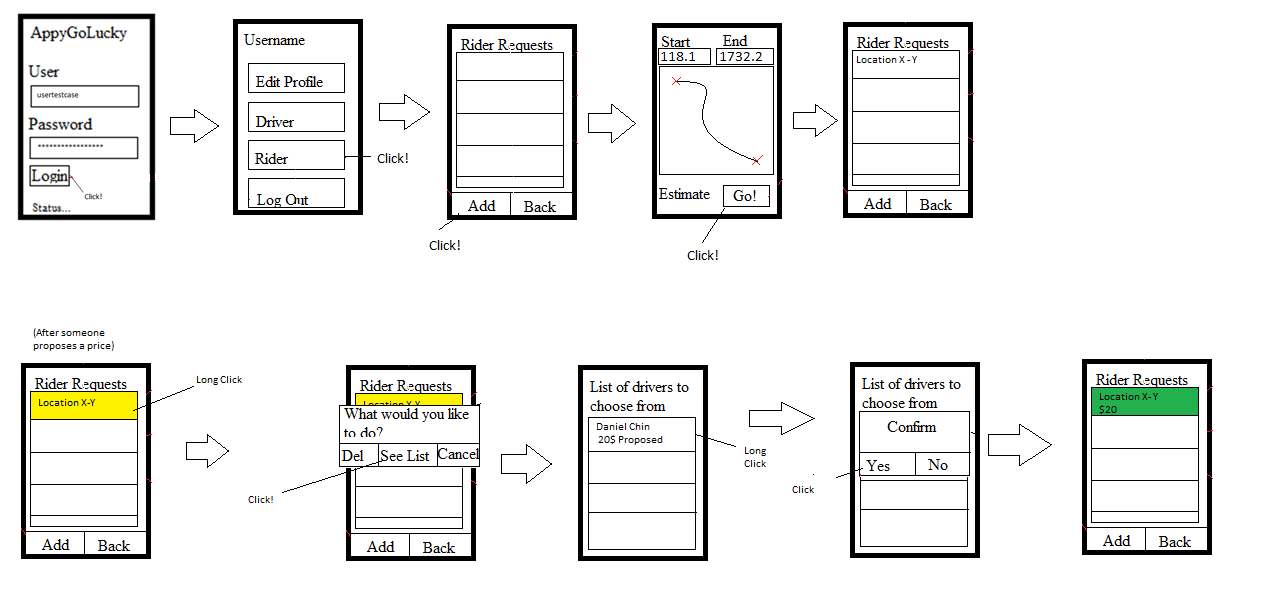 AppyGoLucky
User
usertestcase
Password
*****************
Login
Click!
Status...
Username
Edit Profile
Driver
Rider
Click!
Log Out
Rider Requests
Add
Back
Click!
Start
End
118.1
1732.2
Estimate
Go!
Click!
Rider Requests
Location X -Y
Add
Back
(After someone
proposes a price)
Rider Requests
Location X-Y
Long Click
Add
Back
Rider Requests
Location X-Y
What would you like
to do?
Del
See List
Cancel
Click!
Add
Back
List of drivers to
choose from
Daniel Chin
20$ Proposed
Long
Click
List of drivers to
choose from
Confirm
Yes
No
Click
Rider Requests
Location X-Y
$20
Add
Back